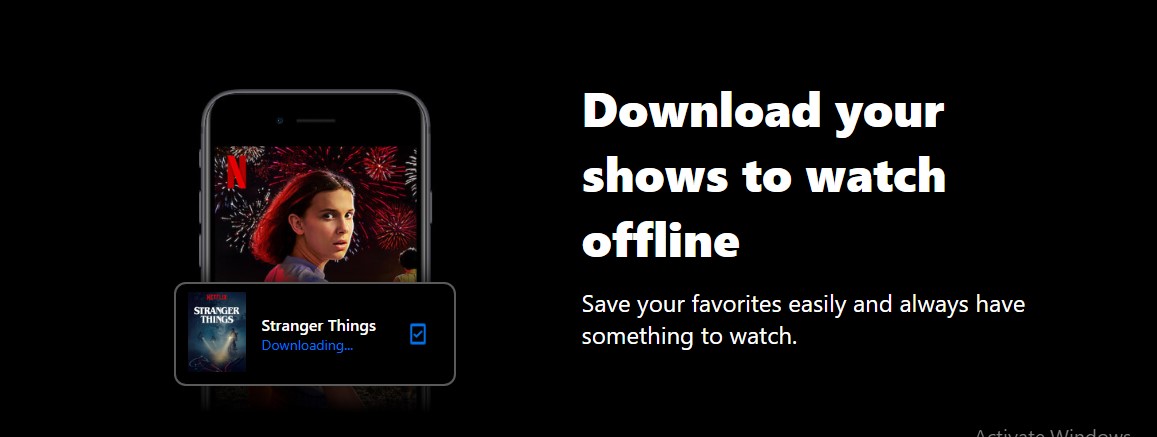 Download your
shows to watch
offline
Save your favorites easily and always have
something to watch.
N
NETFLIX
STRANGER
THINGS
Stranger Things
Downloading...
Activate Windows